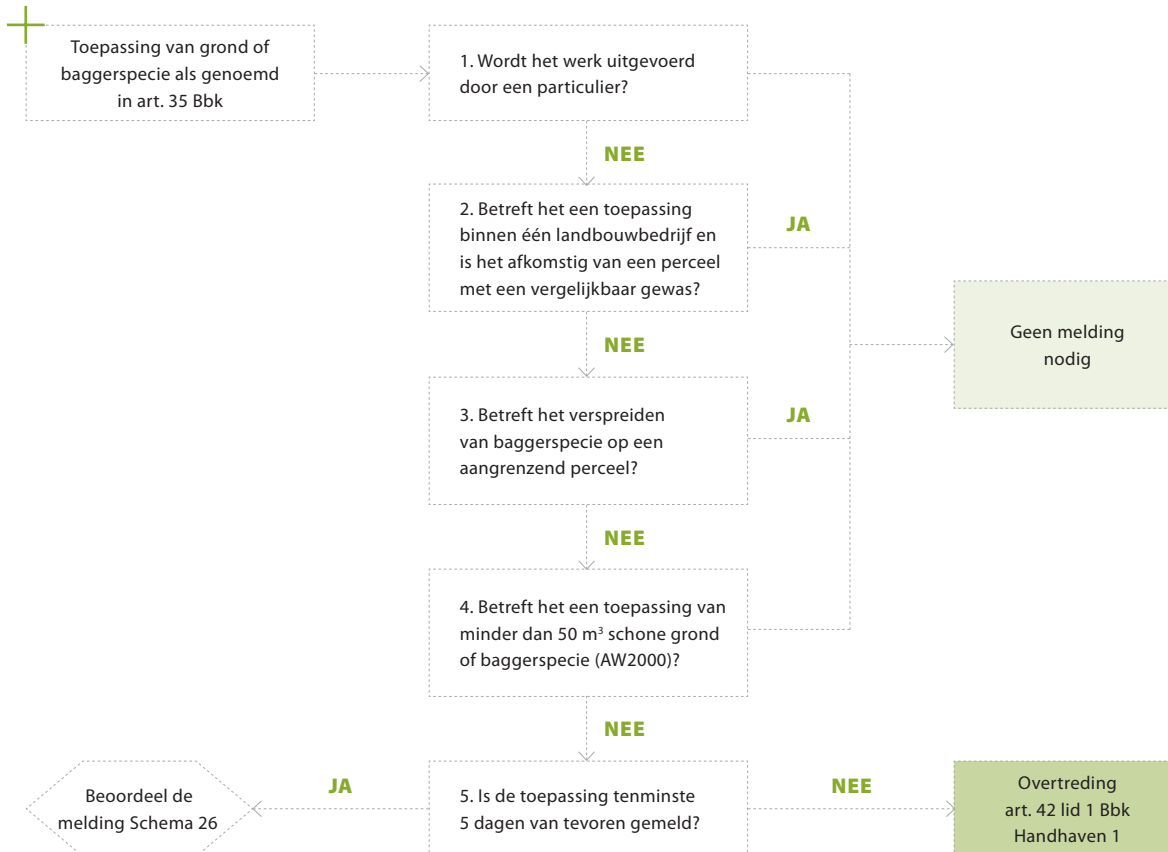 Toepassing van grond of
baggerspecie als genoemd
in art. 35 Bbk
1. Wordt het werk uitgevoerd
door een particulier?
NEE
2. Betreft het een toepassing
binnen één landbouwbedrijf en
is het afkomstig van een perceel
met een vergelijkbaar gewas?
JA
NEE
Geen melding
nodig
3. Betreft het verspreiden
van baggerspecie op een
aangrenzend perceel?
JA
NEE
4. Betreft het een toepassing van
minder dan 50 m³ schone grond
of baggerspecie (AW2000)?
NEE
Beoordeel de
melding Schema 26
JA
5. Is de toepassing tenminste
5 dagen van tevoren gemeld?
NEE
Overtreding
art. 42 lid 1 Bbk
Handhaven 1